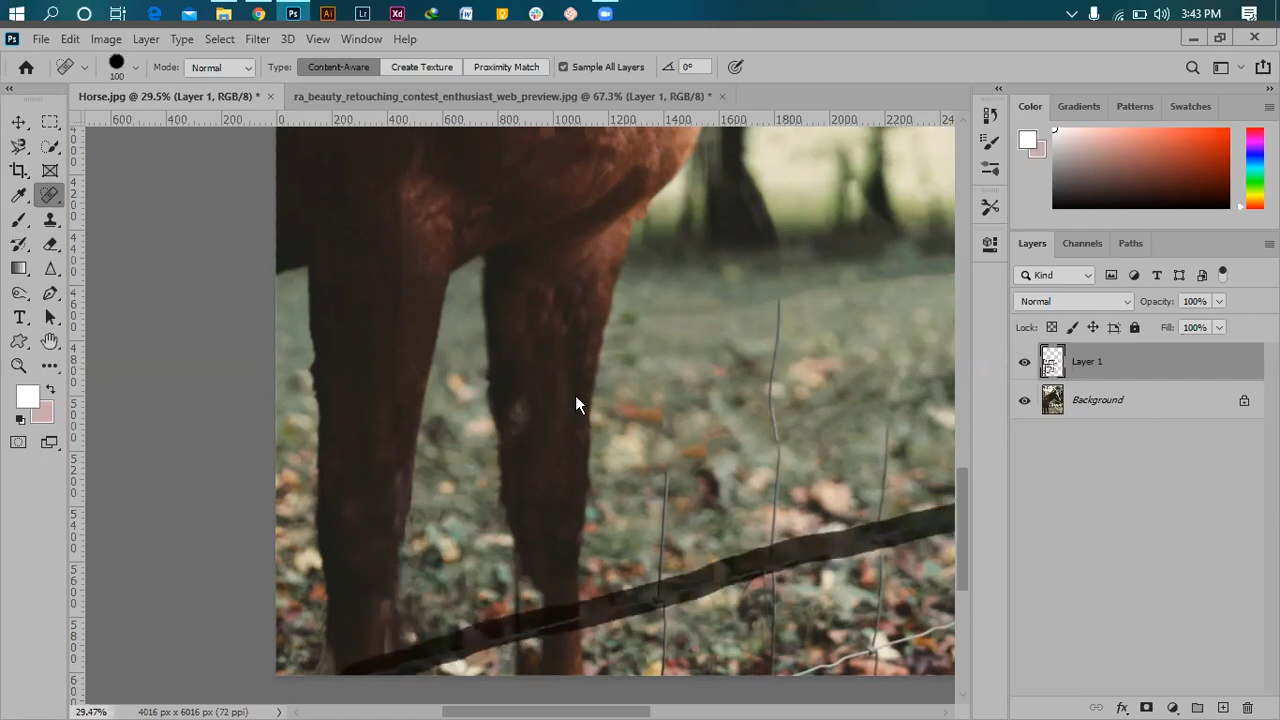 3:43 PM
Ps File Edit Image Layer Type Select Filter 3D View Window Help
100 Mode: Normal Type: Content-Aware Create Texture Proximity Match Sample All Layers 0°
Horse.jpg @ 29.5% (Layer 1, RGB/8) * × ra_beauty_retouching_contest_enthusiast_web_preview.jpg @ 67.3% (Layer 1, RGB/8) * ×
Color Gradients Patterns Swatches
600 400 200 0 200 400 600 800 1000 1200 1400 1600 1800 2000 2200 24
Layers Channels Paths
Kind
Normal Opacity: 100%
Lock: Fill: 100%
Layer 1
Background
29.47% 4016 px x 6016 px (72 ppi)